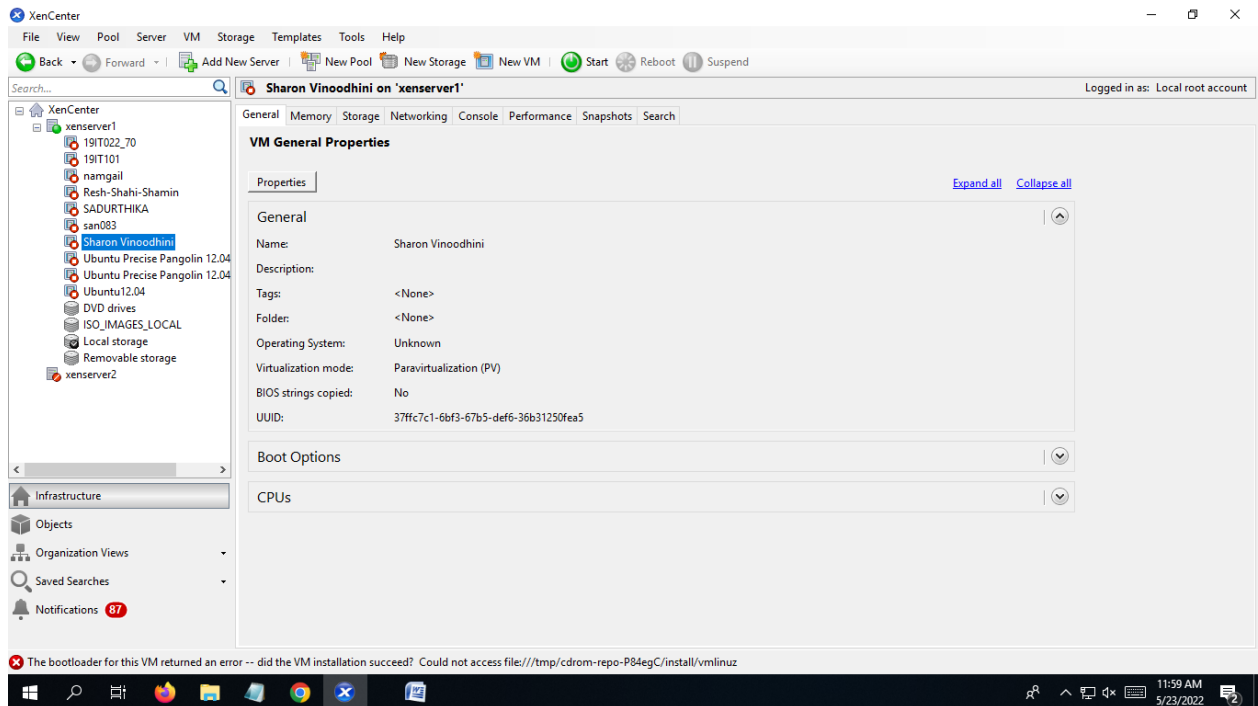 XenCenter
File View Pool Server VM Storage Templates Tools Help
Back Forward Add New Server New Pool New Storage New VM Start Reboot Suspend
Search...
Sharon Vinoodhini on 'xenserver1' Logged in as: Local root account
XenCenter
xenserver1
19IT022_70
19IT101
namgail
Resh-Shahi-Shamin
SADURTHIKA
san083
Sharon Vinoodhini
Ubuntu Precise Pangolin 12.04
Ubuntu Precise Pangolin 12.04
Ubuntu12.04
DVD drives
ISO_IMAGES_LOCAL
Local storage
Removable storage
xenserver2
Infrastructure
Objects
Organization Views
Saved Searches
Notifications 87
General Memory Storage Networking Console Performance Snapshots Search
VM General Properties
Properties Expand all Collapse all
General
Name: Sharon Vinoodhini
Description:
Tags: <None>
Folder: <None>
Operating System: Unknown
Virtualization mode: Paravirtualization (PV)
BIOS strings copied: No
UUID: 37ffc7c1-6bf3-67b5-def6-36b31250fea5
Boot Options
CPUs
The bootloader for this VM returned an error -- did the VM installation succeed? Could not access file:///tmp/cdrom-repo-P84egC/install/vmlinuz
11:59 AM
5/23/2022
2